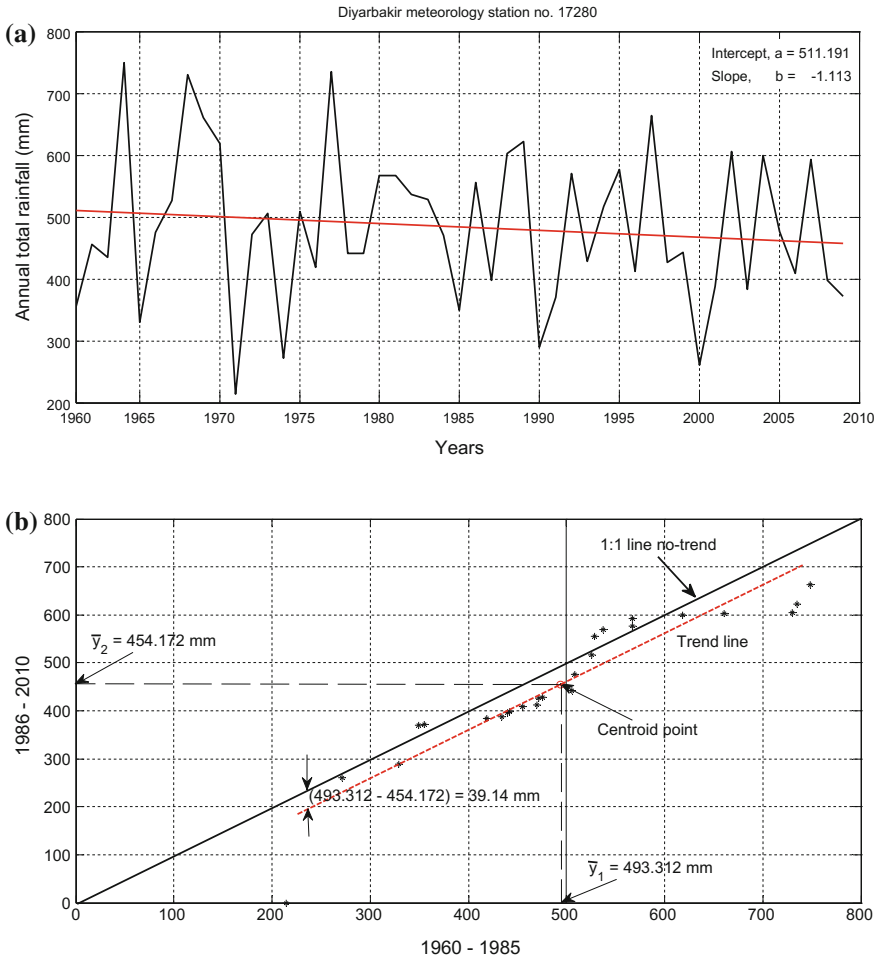 Diyarbakir meteorology station no. 17280
(a)
800
700
600
500
400
300
200
Annual total rainfall (mm)
Intercept, a = 511.191
Slope, b = -1.113
1960 1965 1970 1975 1980 1985 1990 1995 2000 2005 2010
Years
(b)
800
700
600
500
400
300
200
100
0
1986 - 2010
1:1 line no-trend
Trend line
y̅2 = 454.172 mm
Centroid point
(493.312 - 454.172) = 39.14 mm
y̅1 = 493.312 mm
0 100 200 300 400 500 600 700 800
1960 - 1985